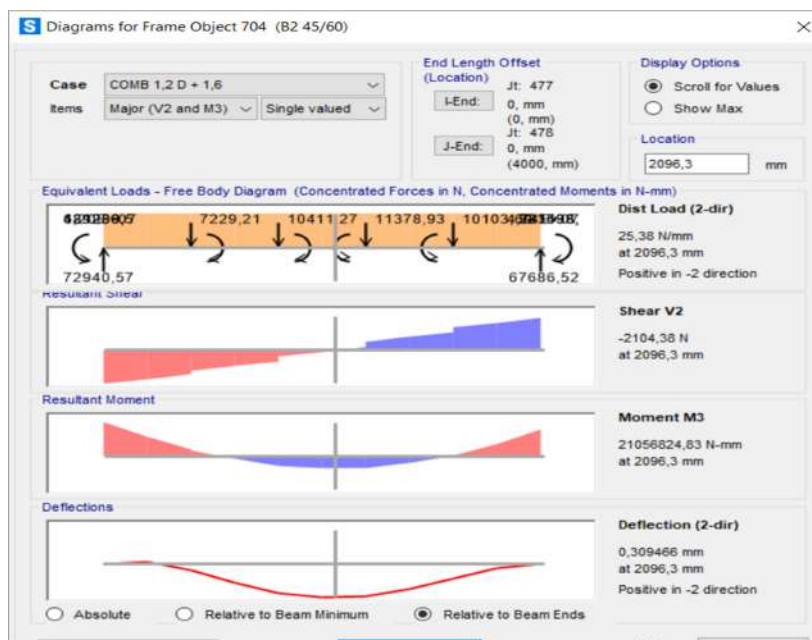 Diagrams for Frame Object 704 (B2 45/60)
Case COMB 1,2 D + 1,6
Items Major (V2 and M3) Single valued
End Length Offset
(Location)
I-End:
Jt: 477
0, mm
(0, mm)
J-End:
Jt: 478
0, mm
(4000, mm)
Display Options
Scroll for Values
Show Max
Location
2096,3 mm
Equivalent Loads - Free Body Diagram (Concentrated Forces in N, Concentrated Moments in N-mm)
7229,21 10411,27 11378,93
72940,57 67686,52
Dist Load (2-dir)
25,38 N/mm
at 2096,3 mm
Positive in -2 direction
Resultant Shear
Shear V2
-2104,38 N
at 2096,3 mm
Resultant Moment
Moment M3
21056824,83 N-mm
at 2096,3 mm
Deflections
Deflection (2-dir)
0,309466 mm
at 2096,3 mm
Positive in -2 direction
Absolute Relative to Beam Minimum Relative to Beam Ends